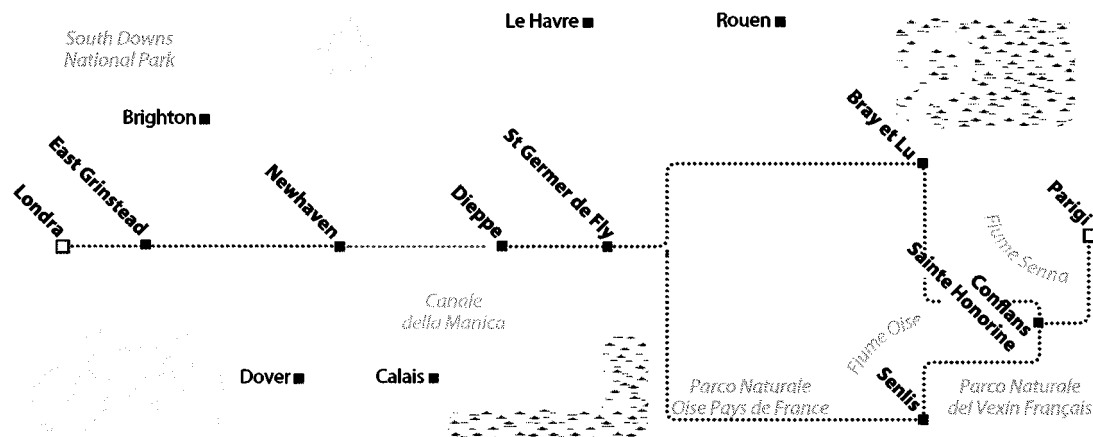 Le Havre
Rouen
South Downs
National Park
Brighton
Bray et Lu
St Germer de Fly
East Grinstead
Newhaven
Dieppe
Londra
Parigi
Fiume Senna
Conflans
Sainte Honorine
Canale
della Manica
Fiume Oise
Dover
Calais
Senlis
Parco Naturale
Oise Pays de France
Parco Naturale
del Vexin Français